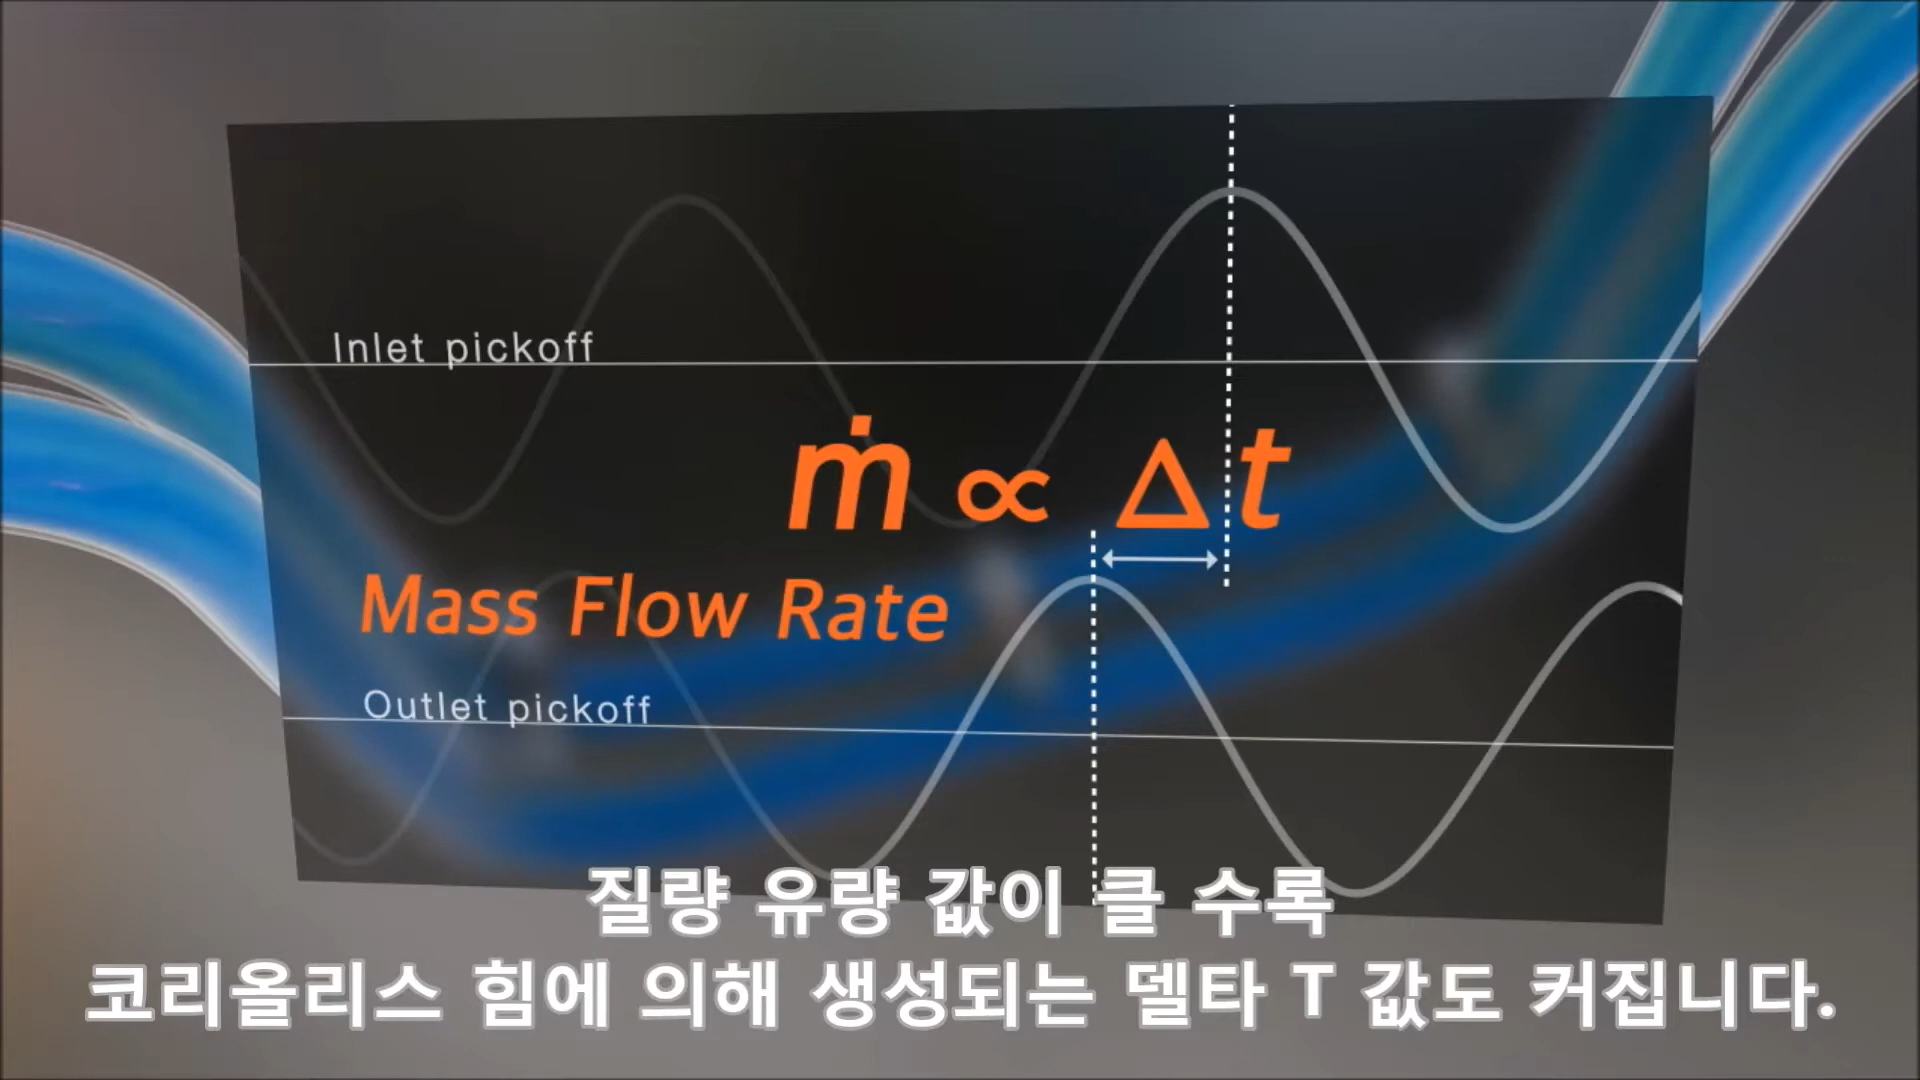 Inlet pickoff
ṁ ∝ Δt
Mass Flow Rate
Outlet pickoff
질량 유량 값이 클 수록
코리올리스 힘에 의해 생성되는 델타 T 값도 커집니다.